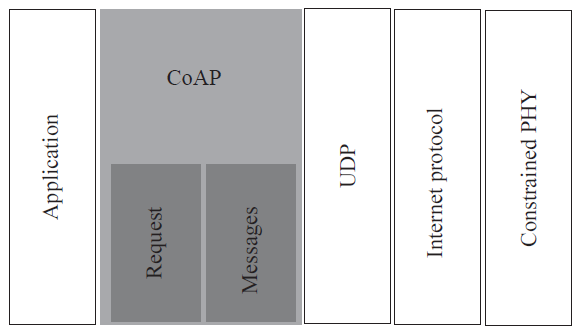 Application
CoAP
Request
Messages
UDP
Internet protocol
Constrained PHY